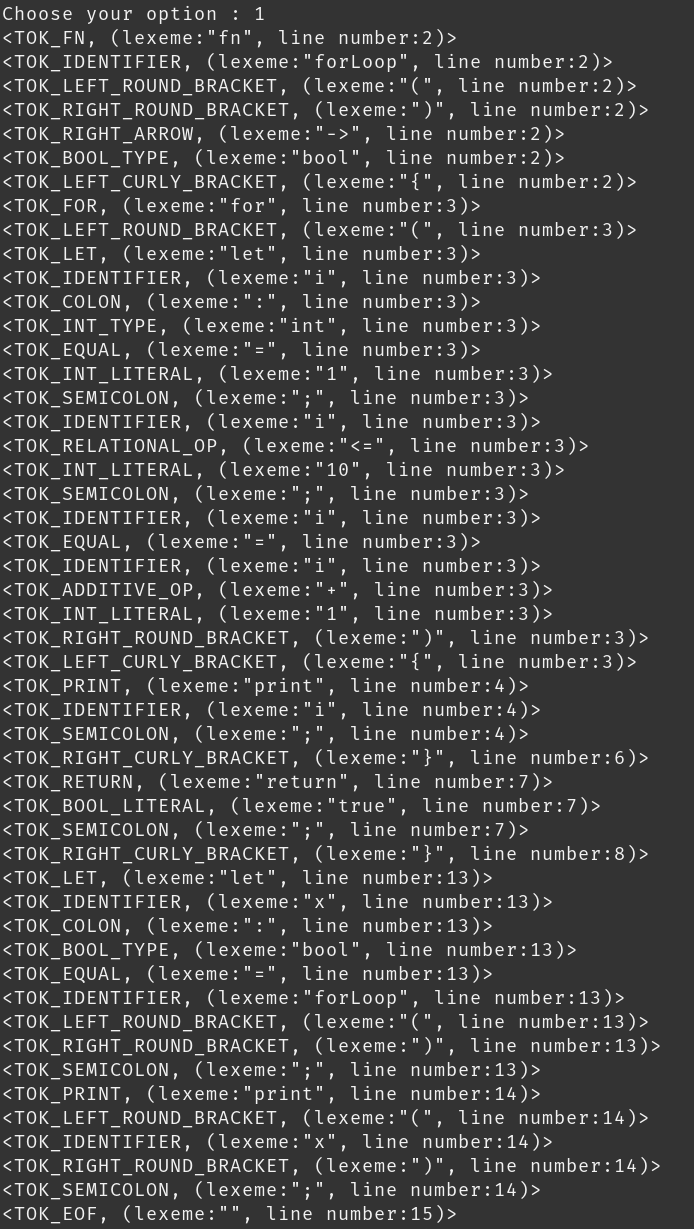 Choose your option : 1
<TOK_FN, (lexeme:"fn", line number:2)>
<TOK_IDENTIFIER, (lexeme:"forLoop", line number:2)>
<TOK_LEFT_ROUND_BRACKET, (lexeme:"(", line number:2)>
<TOK_RIGHT_ROUND_BRACKET, (lexeme:")", line number:2)>
<TOK_RIGHT_ARROW, (lexeme:"->", line number:2)>
<TOK_BOOL_TYPE, (lexeme:"bool", line number:2)>
<TOK_LEFT_CURLY_BRACKET, (lexeme:"{", line number:2)>
<TOK_FOR, (lexeme:"for", line number:3)>
<TOK_LEFT_ROUND_BRACKET, (lexeme:"(", line number:3)>
<TOK_LET, (lexeme:"let", line number:3)>
<TOK_IDENTIFIER, (lexeme:"i", line number:3)>
<TOK_COLON, (lexeme:":", line number:3)>
<TOK_INT_TYPE, (lexeme:"int", line number:3)>
<TOK_EQUAL, (lexeme:"=", line number:3)>
<TOK_INT_LITERAL, (lexeme:"1", line number:3)>
<TOK_SEMICOLON, (lexeme:";", line number:3)>
<TOK_IDENTIFIER, (lexeme:"i", line number:3)>
<TOK_RELATIONAL_OP, (lexeme:"<=", line number:3)>
<TOK_INT_LITERAL, (lexeme:"10", line number:3)>
<TOK_SEMICOLON, (lexeme:";", line number:3)>
<TOK_IDENTIFIER, (lexeme:"i", line number:3)>
<TOK_EQUAL, (lexeme:"=", line number:3)>
<TOK_IDENTIFIER, (lexeme:"i", line number:3)>
<TOK_ADDITIVE_OP, (lexeme:"+", line number:3)>
<TOK_INT_LITERAL, (lexeme:"1", line number:3)>
<TOK_RIGHT_ROUND_BRACKET, (lexeme:")", line number:3)>
<TOK_LEFT_CURLY_BRACKET, (lexeme:"{", line number:3)>
<TOK_PRINT, (lexeme:"print", line number:4)>
<TOK_IDENTIFIER, (lexeme:"i", line number:4)>
<TOK_SEMICOLON, (lexeme:";", line number:4)>
<TOK_RIGHT_CURLY_BRACKET, (lexeme:"}", line number:6)>
<TOK_RETURN, (lexeme:"return", line number:7)>
<TOK_BOOL_LITERAL, (lexeme:"true", line number:7)>
<TOK_SEMICOLON, (lexeme:";", line number:7)>
<TOK_RIGHT_CURLY_BRACKET, (lexeme:"}", line number:8)>
<TOK_LET, (lexeme:"let", line number:13)>
<TOK_IDENTIFIER, (lexeme:"x", line number:13)>
<TOK_COLON, (lexeme:":", line number:13)>
<TOK_BOOL_TYPE, (lexeme:"bool", line number:13)>
<TOK_EQUAL, (lexeme:"=", line number:13)>
<TOK_IDENTIFIER, (lexeme:"forLoop", line number:13)>
<TOK_LEFT_ROUND_BRACKET, (lexeme:"(", line number:13)>
<TOK_RIGHT_ROUND_BRACKET, (lexeme:")", line number:13)>
<TOK_SEMICOLON, (lexeme:";", line number:13)>
<TOK_PRINT, (lexeme:"print", line number:14)>
<TOK_LEFT_ROUND_BRACKET, (lexeme:"(", line number:14)>
<TOK_IDENTIFIER, (lexeme:"x", line number:14)>
<TOK_RIGHT_ROUND_BRACKET, (lexeme:")", line number:14)>
<TOK_SEMICOLON, (lexeme:";", line number:14)>
<TOK_EOF, (lexeme:"", line number:15)>